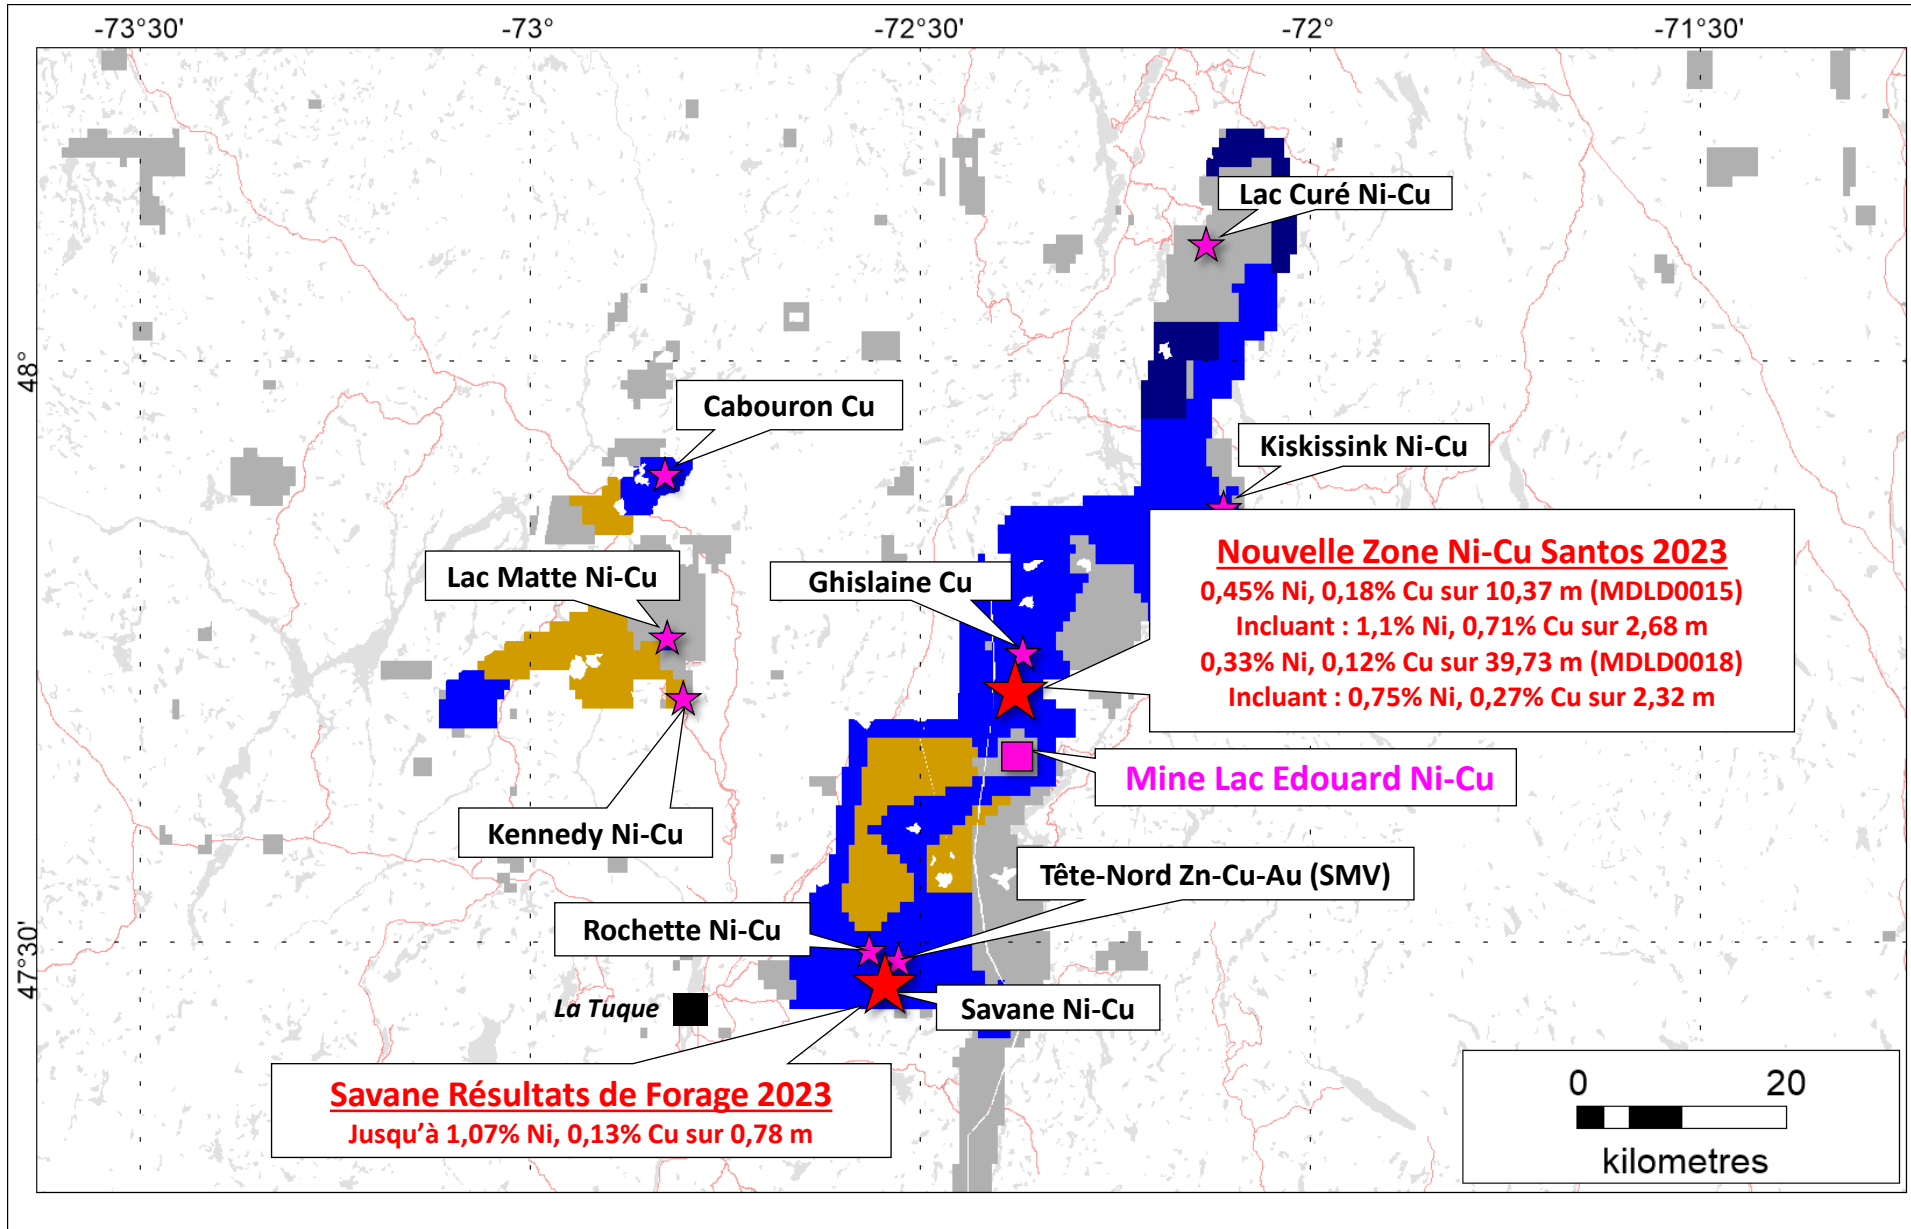 -73°30'
-73°
-72°30'
-72°
-71°30'
48°
47°30'
Lac Curé Ni-Cu
Cabouron Cu
Kiskissink Ni-Cu
Lac Matte Ni-Cu
Ghislaine Cu
Nouvelle Zone Ni-Cu Santos 2023
0,45% Ni, 0,18% Cu sur 10,37 m (MDLD0015)
Incluant : 1,1% Ni, 0,71% Cu sur 2,68 m
0,33% Ni, 0,12% Cu sur 39,73 m (MDLD0018)
Incluant : 0,75% Ni, 0,27% Cu sur 2,32 m
Mine Lac Edouard Ni-Cu
Kennedy Ni-Cu
Tête-Nord Zn-Cu-Au (SMV)
Rochette Ni-Cu
La Tuque
Savane Ni-Cu
Savane Résultats de Forage 2023
Jusqu'à 1,07% Ni, 0,13% Cu sur 0,78 m
0 20
kilometres